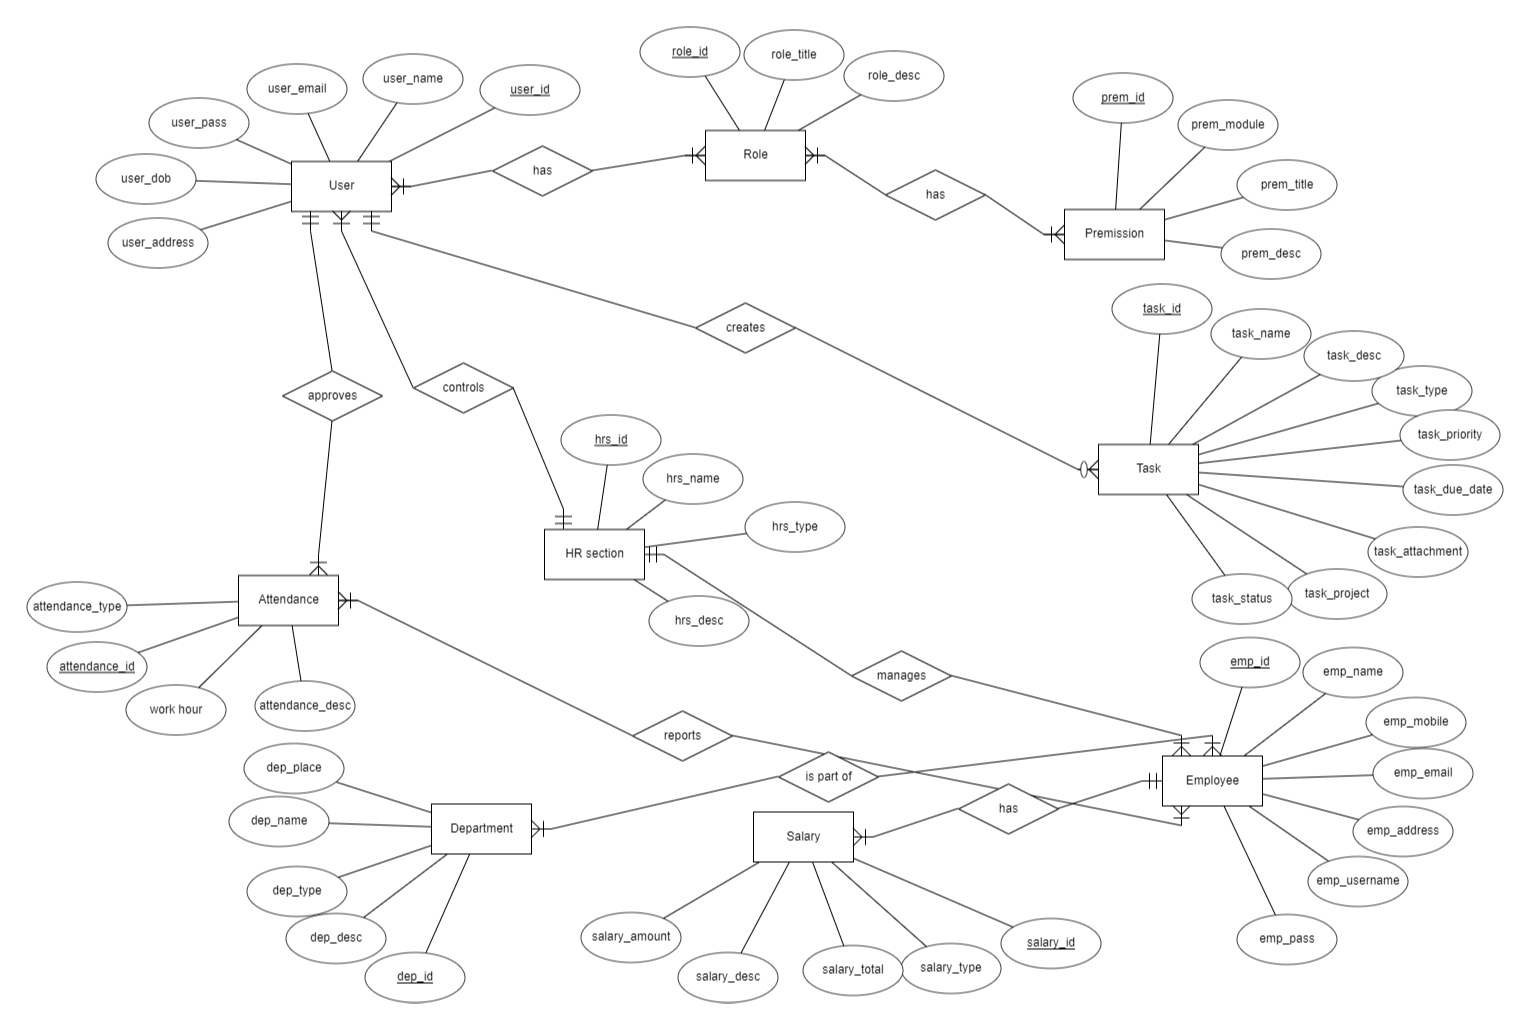 role_id
role_title
role_desc
user_name
user_email
user_id
user_pass
user_dob
user_address
User
has
Role
has
prem_id
prem_module
prem_title
prem_desc
Premission
creates
controls
approves
task_id
task_name
task_desc
task_type
task_priority
task_due_date
task_attachment
task_project
task_status
Task
hrs_id
hrs_name
hrs_type
hrs_desc
HR section
Attendance
attendance_type
attendance_id
work hour
attendance_desc
manages
reports
is part of
has
emp_id
emp_name
emp_mobile
emp_email
emp_address
emp_username
emp_pass
Employee
dep_place
dep_name
dep_type
dep_desc
dep_id
Department
Salary
salary_amount
salary_desc
salary_total
salary_type
salary_id